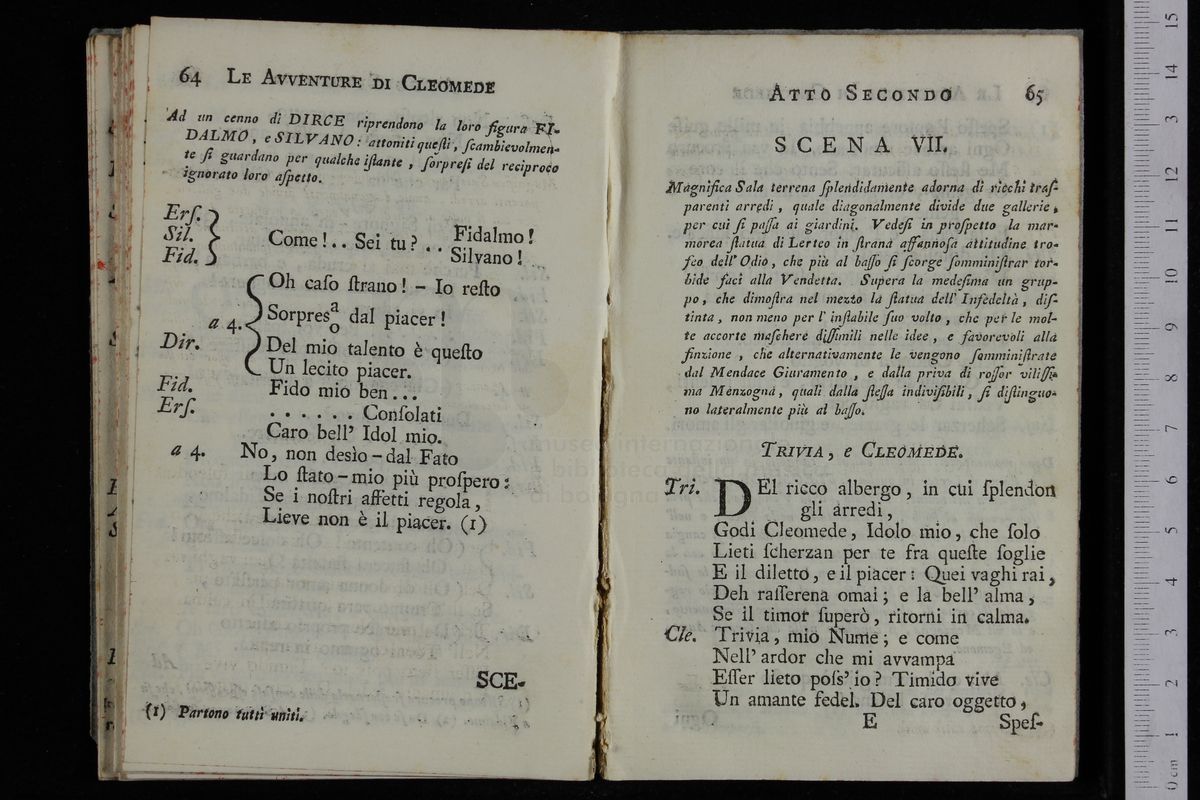 64 LE AVVENTURE DI CLEOMEDE
Ad un cenno di DIRCE riprendono la loro figura FI-
DALMO, e SILVANO: attoniti queſti, ſcambievolmen-
te ſi guardano per qualche iſtante, ſorpreſi del reciproco
ignorato loro aſpetto.
Erſ.
Sil.
Fid.
Come!.. Sei tu?.. Fidalmo!
Silvano!
Oh caſo ſtrano! – Io reſto
a 4. Sorpres a/o dal piacer!
Dir. Del mio talento è queſto
Un lecito piacer.
Fid. Fido mio ben...
Erſ. ...... Conſolati
Caro bell' Idol mio.
a 4. No, non desìo – dal Fato
Lo ſtato – mio più proſpero:
Se i noſtri affetti regola,
Lieve non è il piacer. (1)
SCE-
(1) Partono tutti uniti.
ATTO SECONDO 65
SCENA VII.
Magnifica Sala terrena ſplendidamente adorna di ricchi traſ-
parenti arredi, quale diagonalmente divide due gallerie,
per cui ſi paſſa ai giardini. Vedeſi in proſpetto la mar-
morea ſtatua di Lerteo in ſtrana affannoſa attitudine tro-
feo dell' Odio, che più al baſſo ſi ſcorge ſomminiſtrar tor-
bide faci alla Vendetta. Supera la medeſima un grup-
po, che dimoſtra nel mezzo la ſtatua dell' Infedeltà, diſ-
tinta, non meno per l' inſtabile ſuo volto, che per le mol-
te accorte maſchere diſſimili nelle idee, e favorevoli alla
finzione, che alternativamente le vengono ſomminiſtrate
dal Mendace Giuramento, e dalla priva di roſſor viliſſi-
ma Menzogna, quali dalla ſteſſa indiviſibili, ſi diſtinguo-
no lateralmente più al baſſo.
TRIVIA, e CLEOMEDE.
Tri. DEl ricco albergo, in cui ſplendon
gli arredi,
Godi Cleomede, Idolo mio, che ſolo
Lieti ſcherzan per te fra queſte ſoglie
E il diletto, e il piacer: Quei vaghi rai,
Deh raſſerena omai; e la bell' alma,
Se il timor ſuperò, ritorni in calma.
Cle. Trivia, mio Nume; e come
Nell' ardor che mi avvampa
Eſſer lieto poſs' io? Timido vive
Un amante fedel. Del caro oggetto,
E Speſ-